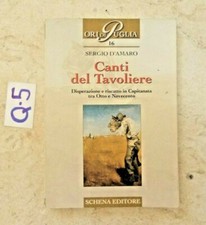 ORI PUGLIA
16
SERGIO D'AMARO
Canti
del Tavoliere
Disperazione e riscatto in Capitanata
tra Otto e Novecento
Q-5
SCHENA EDITORE